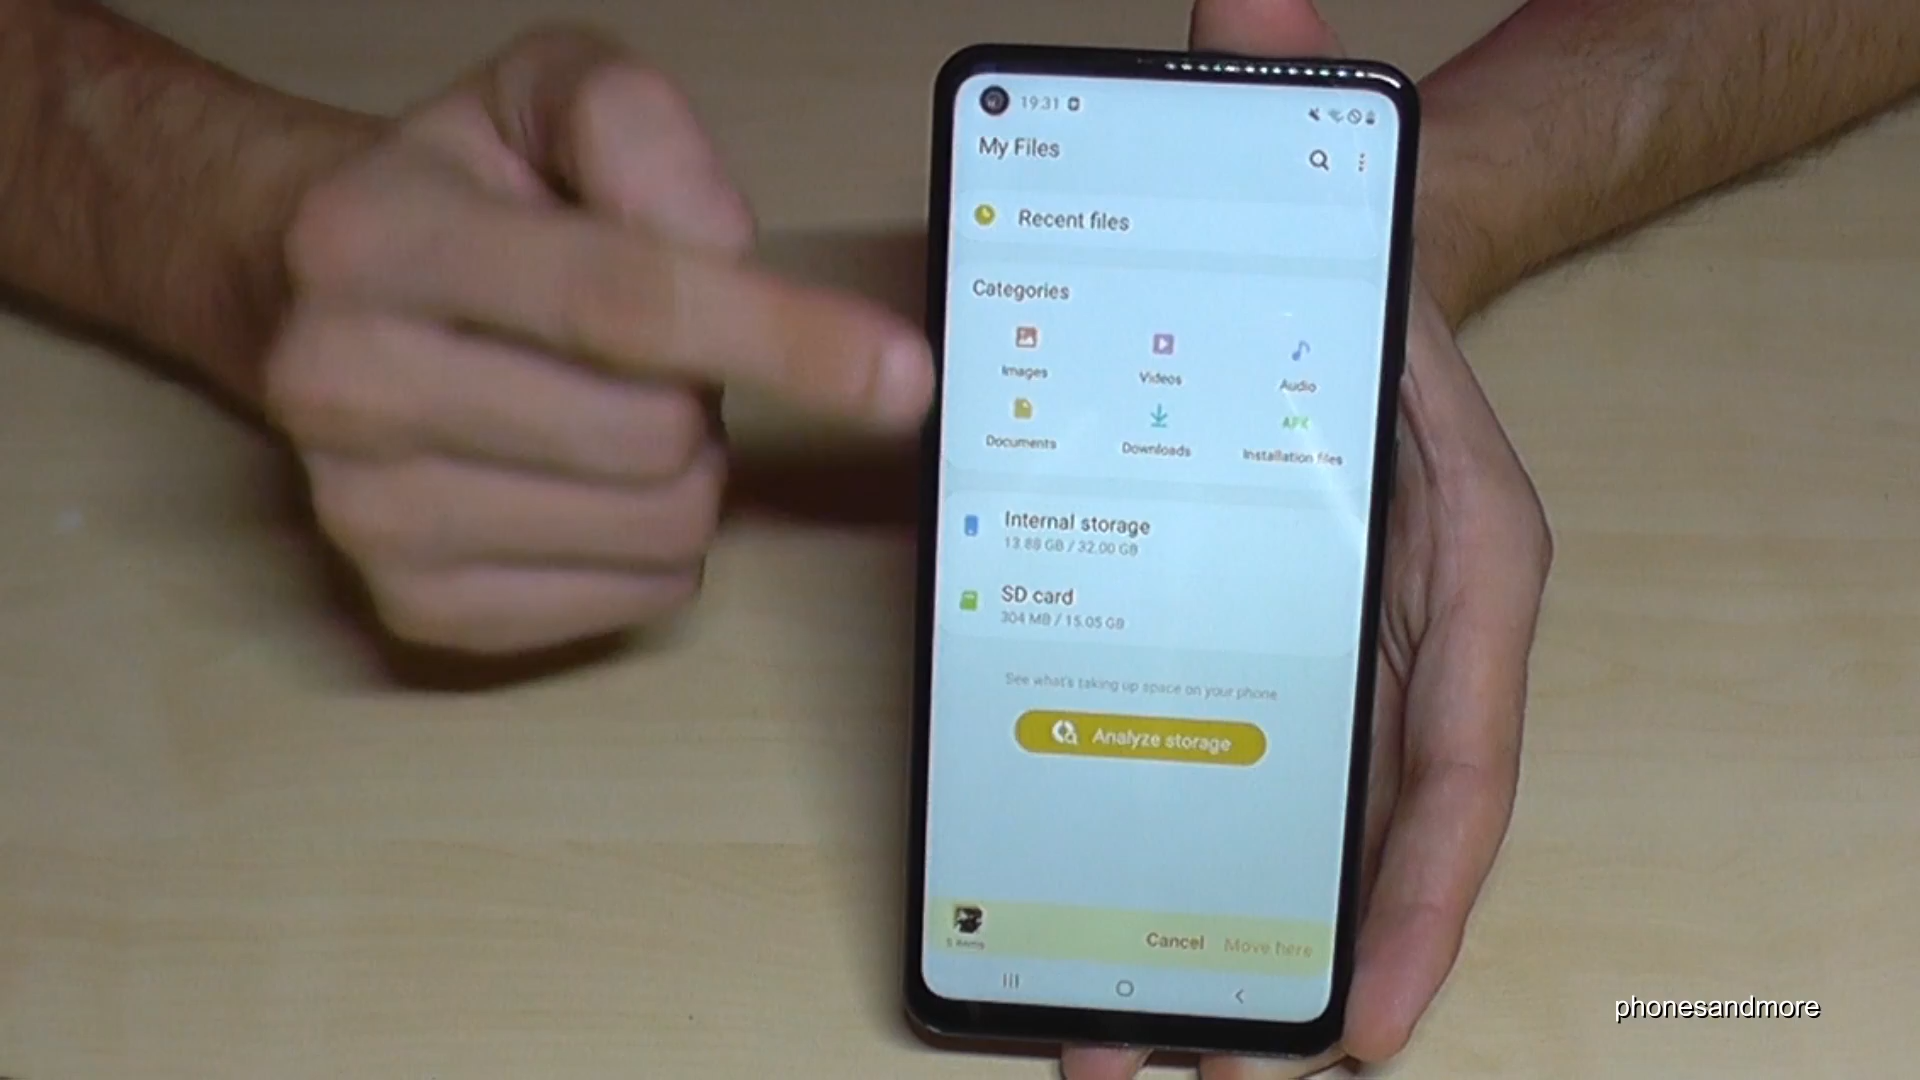 19:31
My Files
Recent files
Categories
Images
Videos
Audio
Documents
Downloads
APK
Installation files
Internal storage
13.88 GB / 32.00 GB
SD card
304 MB / 15.05 GB
See what's taking up space on your phone
Analyze storage
5 items
Cancel
Move here
phonesandmore